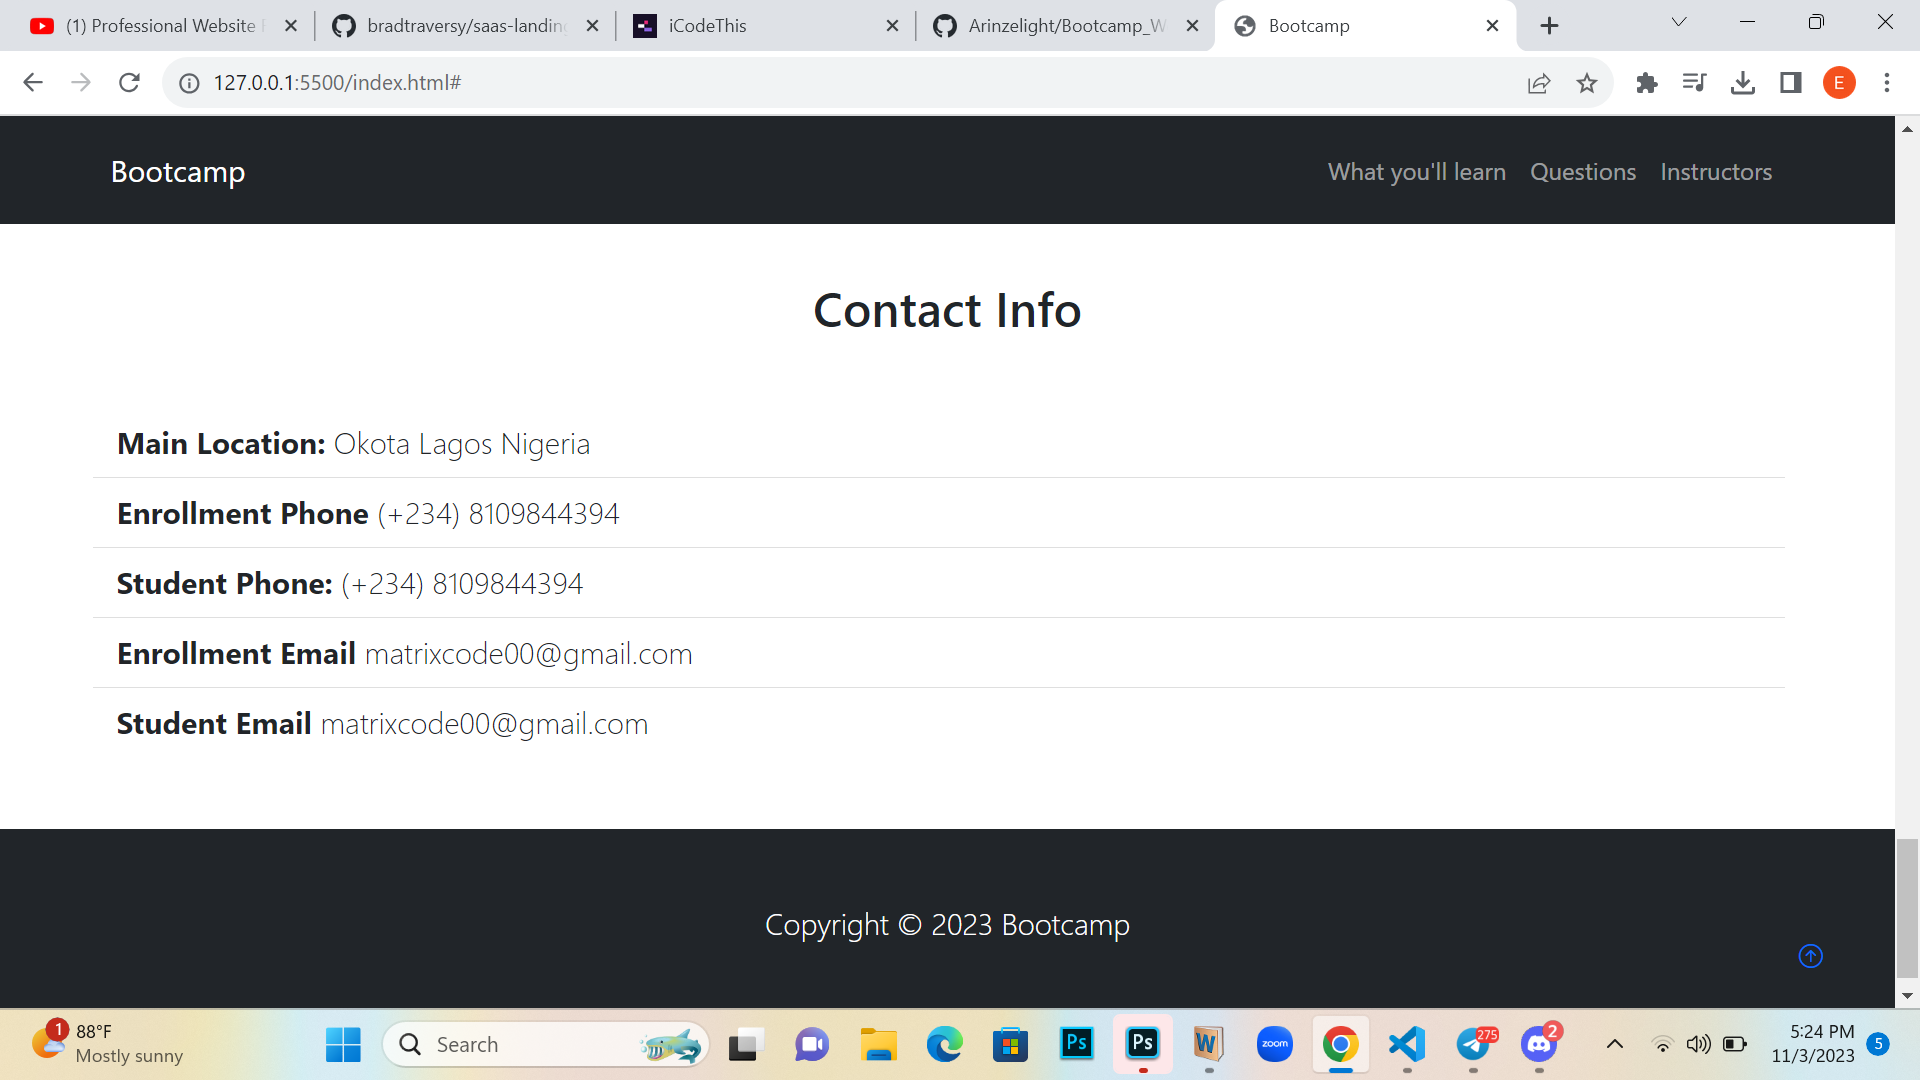 (1) Professional Website
bradtraversy/saas-landing
iCodeThis
Arinzelight/Bootcamp_W
Bootcamp
127.0.0.1:5500/index.html#
E
Bootcamp
What you'll learn
Questions
Instructors
Contact Info
Main Location: Okota Lagos Nigeria
Enrollment Phone (+234) 8109844394
Student Phone: (+234) 8109844394
Enrollment Email matrixcode00@gmail.com
Student Email matrixcode00@gmail.com
Copyright © 2023 Bootcamp
1
88°F
Mostly sunny
Search
Ps
Ps
W
zoom
275
2
5:24 PM
11/3/2023
5